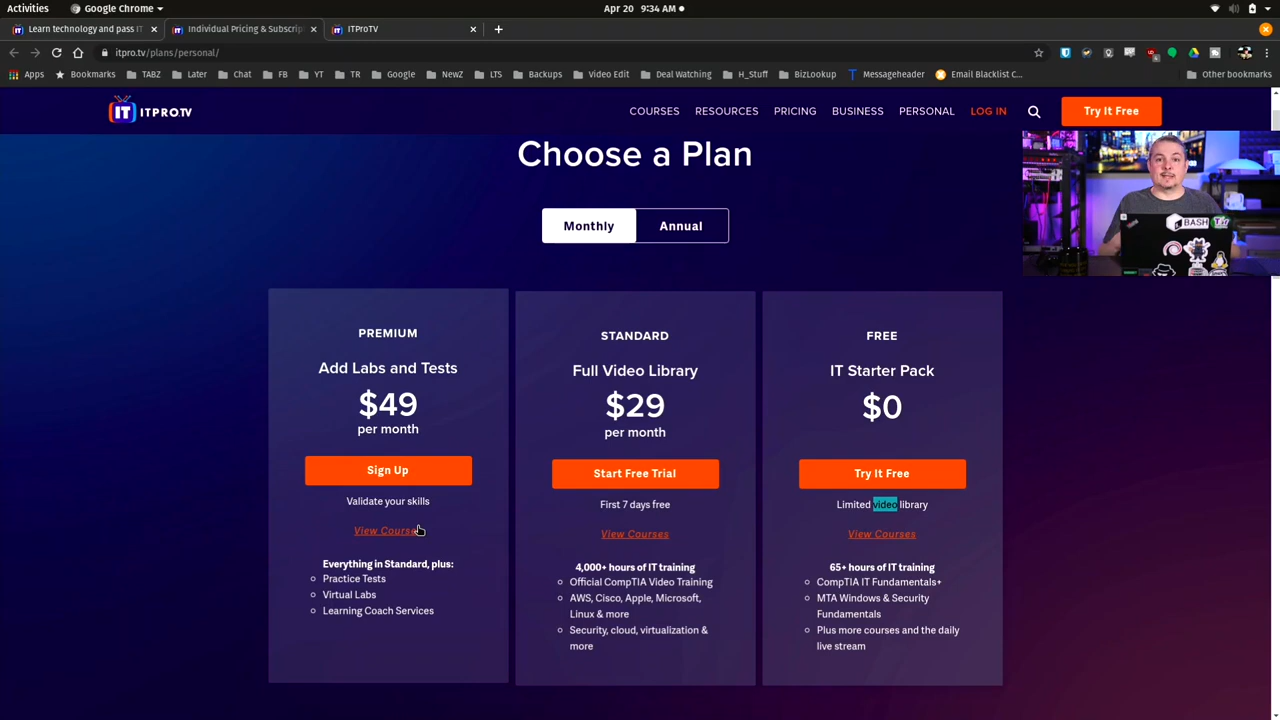 Activities
Google Chrome
Apr 20 9:34 AM
Learn technology and pass IT
Individual Pricing & Subscrip
ITProTV
itpro.tv/plans/personal/
Apps
Bookmarks
TABZ
Later
Chat
FB
YT
TR
Google
NewZ
LTS
Backups
Video Edit
Deal Watching
H_Stuff
BizLookup
Messageheader
Email Blacklist C...
Other bookmarks
IT ITPRO.TV
COURSES
RESOURCES
PRICING
BUSINESS
PERSONAL
LOG IN
Try It Free
Choose a Plan
Monthly
Annual
BASH
PREMIUM
Add Labs and Tests
$49
per month
Sign Up
Validate your skills
View Courses
Everything in Standard, plus:
Practice Tests
Virtual Labs
Learning Coach Services
STANDARD
Full Video Library
$29
per month
Start Free Trial
First 7 days free
View Courses
4,000+ hours of IT training
Official CompTIA Video Training
AWS, Cisco, Apple, Microsoft,
Linux & more
Security, cloud, virtualization &
more
FREE
IT Starter Pack
$0
Try It Free
Limited video library
View Courses
65+ hours of IT training
CompTIA IT Fundamentals+
MTA Windows & Security
Fundamentals
Plus more courses and the daily
live stream